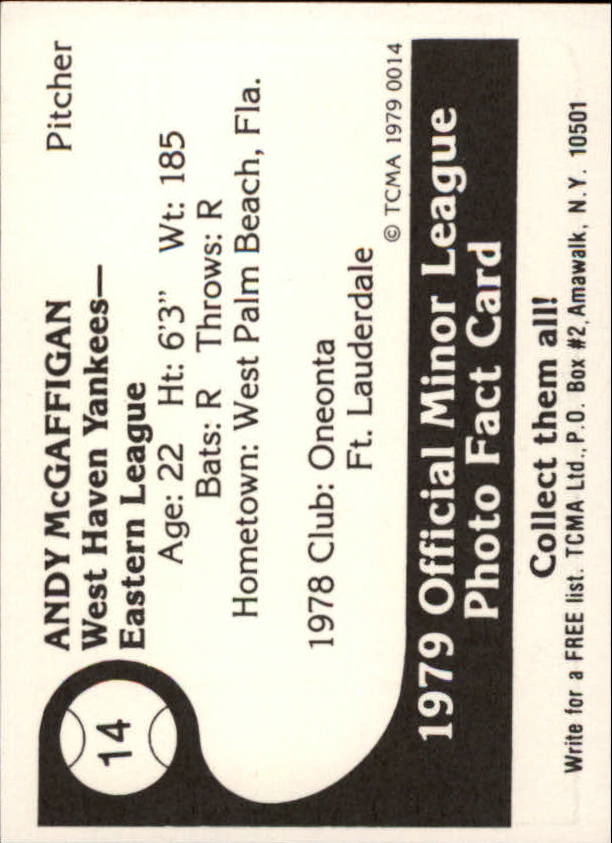 14
ANDY McGAFFIGAN Pitcher
West Haven Yankees—
Eastern League
Age: 22 Ht: 6'3" Wt: 185
Bats: R Throws: R
Hometown: West Palm Beach, Fla.
1978 Club: Oneonta
Ft. Lauderdale
© TCMA 1979 0014
1979 Official Minor League
Photo Fact Card
Collect them all!
Write for a FREE list. TCMA Ltd., P.O. Box #2, Amawalk, N.Y. 10501